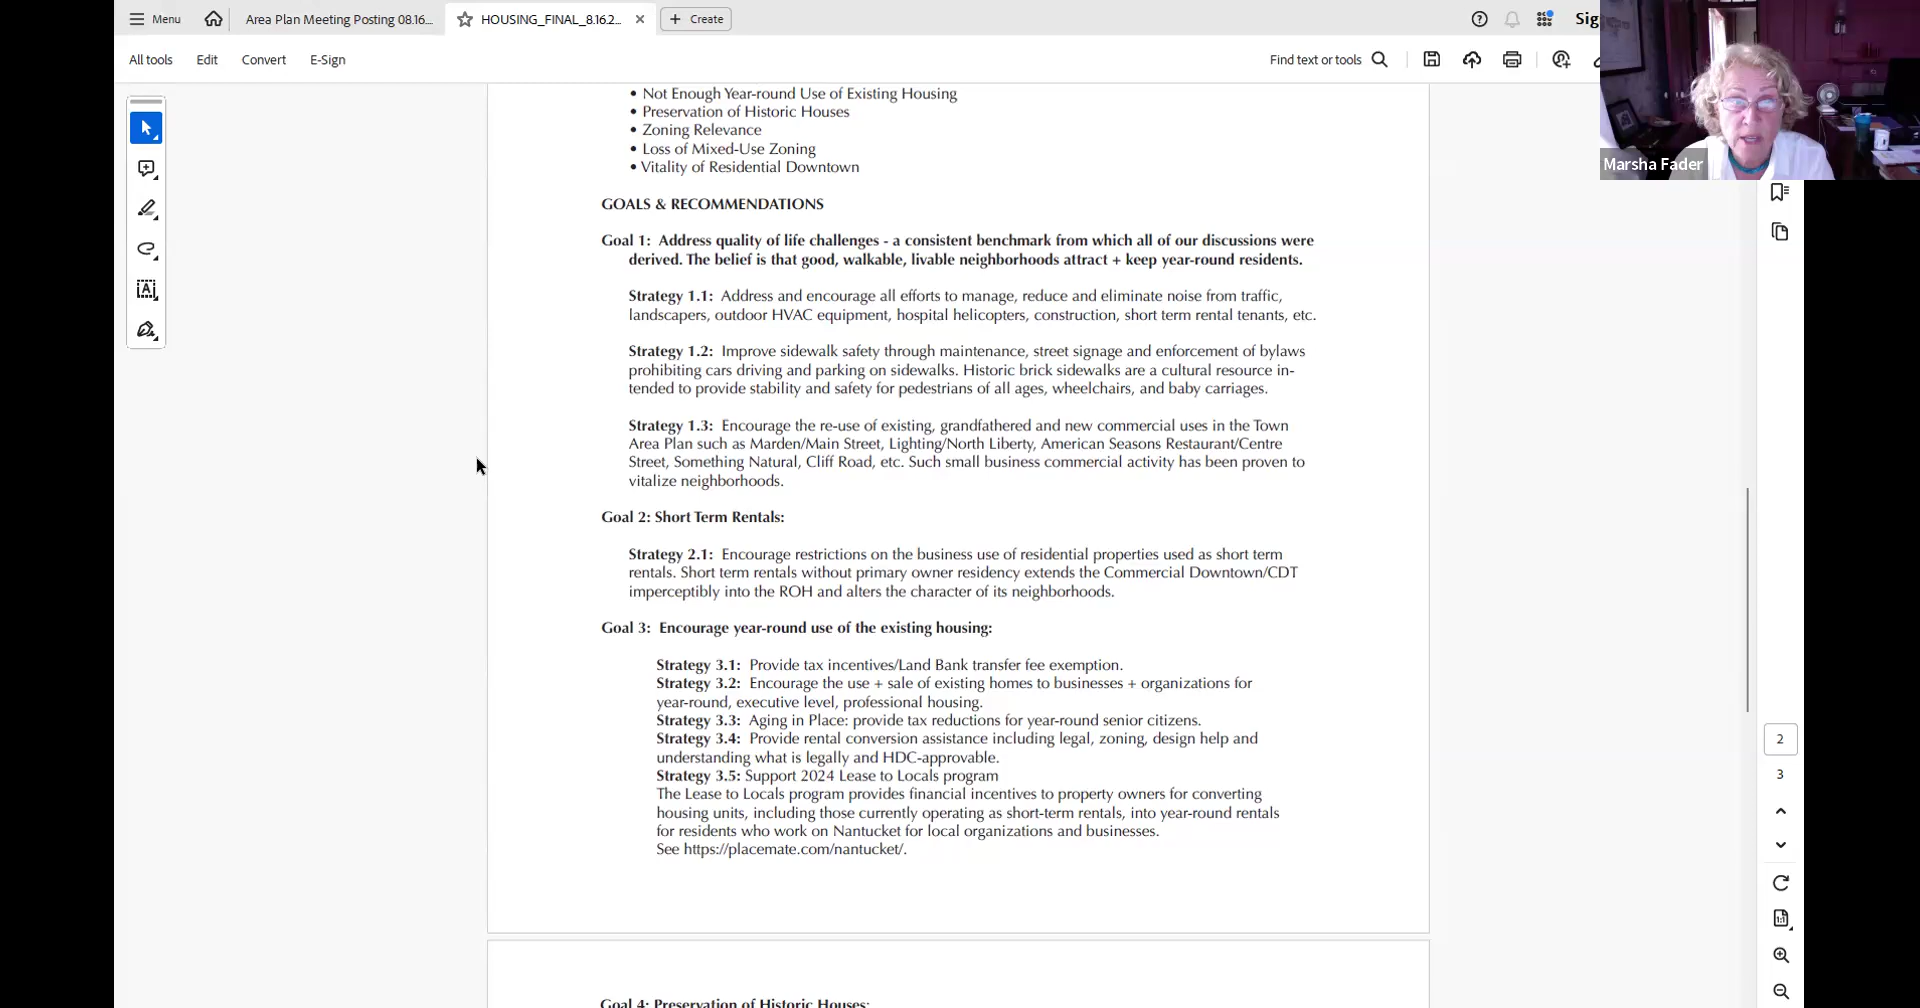 Menu
Area Plan Meeting Posting 08.16...
HOUSING_FINAL_8.16.2...
Create
Sig
All tools
Edit
Convert
E-Sign
Find text or tools
Marsha Fader
• Not Enough Year-round Use of Existing Housing
• Preservation of Historic Houses
• Zoning Relevance
• Loss of Mixed-Use Zoning
• Vitality of Residential Downtown
GOALS & RECOMMENDATIONS
Goal 1: Address quality of life challenges - a consistent benchmark from which all of our discussions were
derived. The belief is that good, walkable, livable neighborhoods attract + keep year-round residents.
Strategy 1.1: Address and encourage all efforts to manage, reduce and eliminate noise from traffic,
landscapers, outdoor HVAC equipment, hospital helicopters, construction, short term rental tenants, etc.
Strategy 1.2: Improve sidewalk safety through maintenance, street signage and enforcement of bylaws
prohibiting cars driving and parking on sidewalks. Historic brick sidewalks are a cultural resource in-
tended to provide stability and safety for pedestrians of all ages, wheelchairs, and baby carriages.
Strategy 1.3: Encourage the re-use of existing, grandfathered and new commercial uses in the Town
Area Plan such as Marden/Main Street, Lighting/North Liberty, American Seasons Restaurant/Centre
Street, Something Natural, Cliff Road, etc. Such small business commercial activity has been proven to
vitalize neighborhoods.
Goal 2: Short Term Rentals:
Strategy 2.1: Encourage restrictions on the business use of residential properties used as short term
rentals. Short term rentals without primary owner residency extends the Commercial Downtown/CDT
imperceptibly into the ROH and alters the character of its neighborhoods.
Goal 3: Encourage year-round use of the existing housing:
Strategy 3.1: Provide tax incentives/Land Bank transfer fee exemption.
Strategy 3.2: Encourage the use + sale of existing homes to businesses + organizations for
year-round, executive level, professional housing.
Strategy 3.3: Aging in Place: provide tax reductions for year-round senior citizens.
Strategy 3.4: Provide rental conversion assistance including legal, zoning, design help and
understanding what is legally and HDC-approvable.
Strategy 3.5: Support 2024 Lease to Locals program
The Lease to Locals program provides financial incentives to property owners for converting
housing units, including those currently operating as short-term rentals, into year-round rentals
for residents who work on Nantucket for local organizations and businesses.
See https://placemate.com/nantucket/.
Goal 4: Preservation of Historic Houses:
2
3